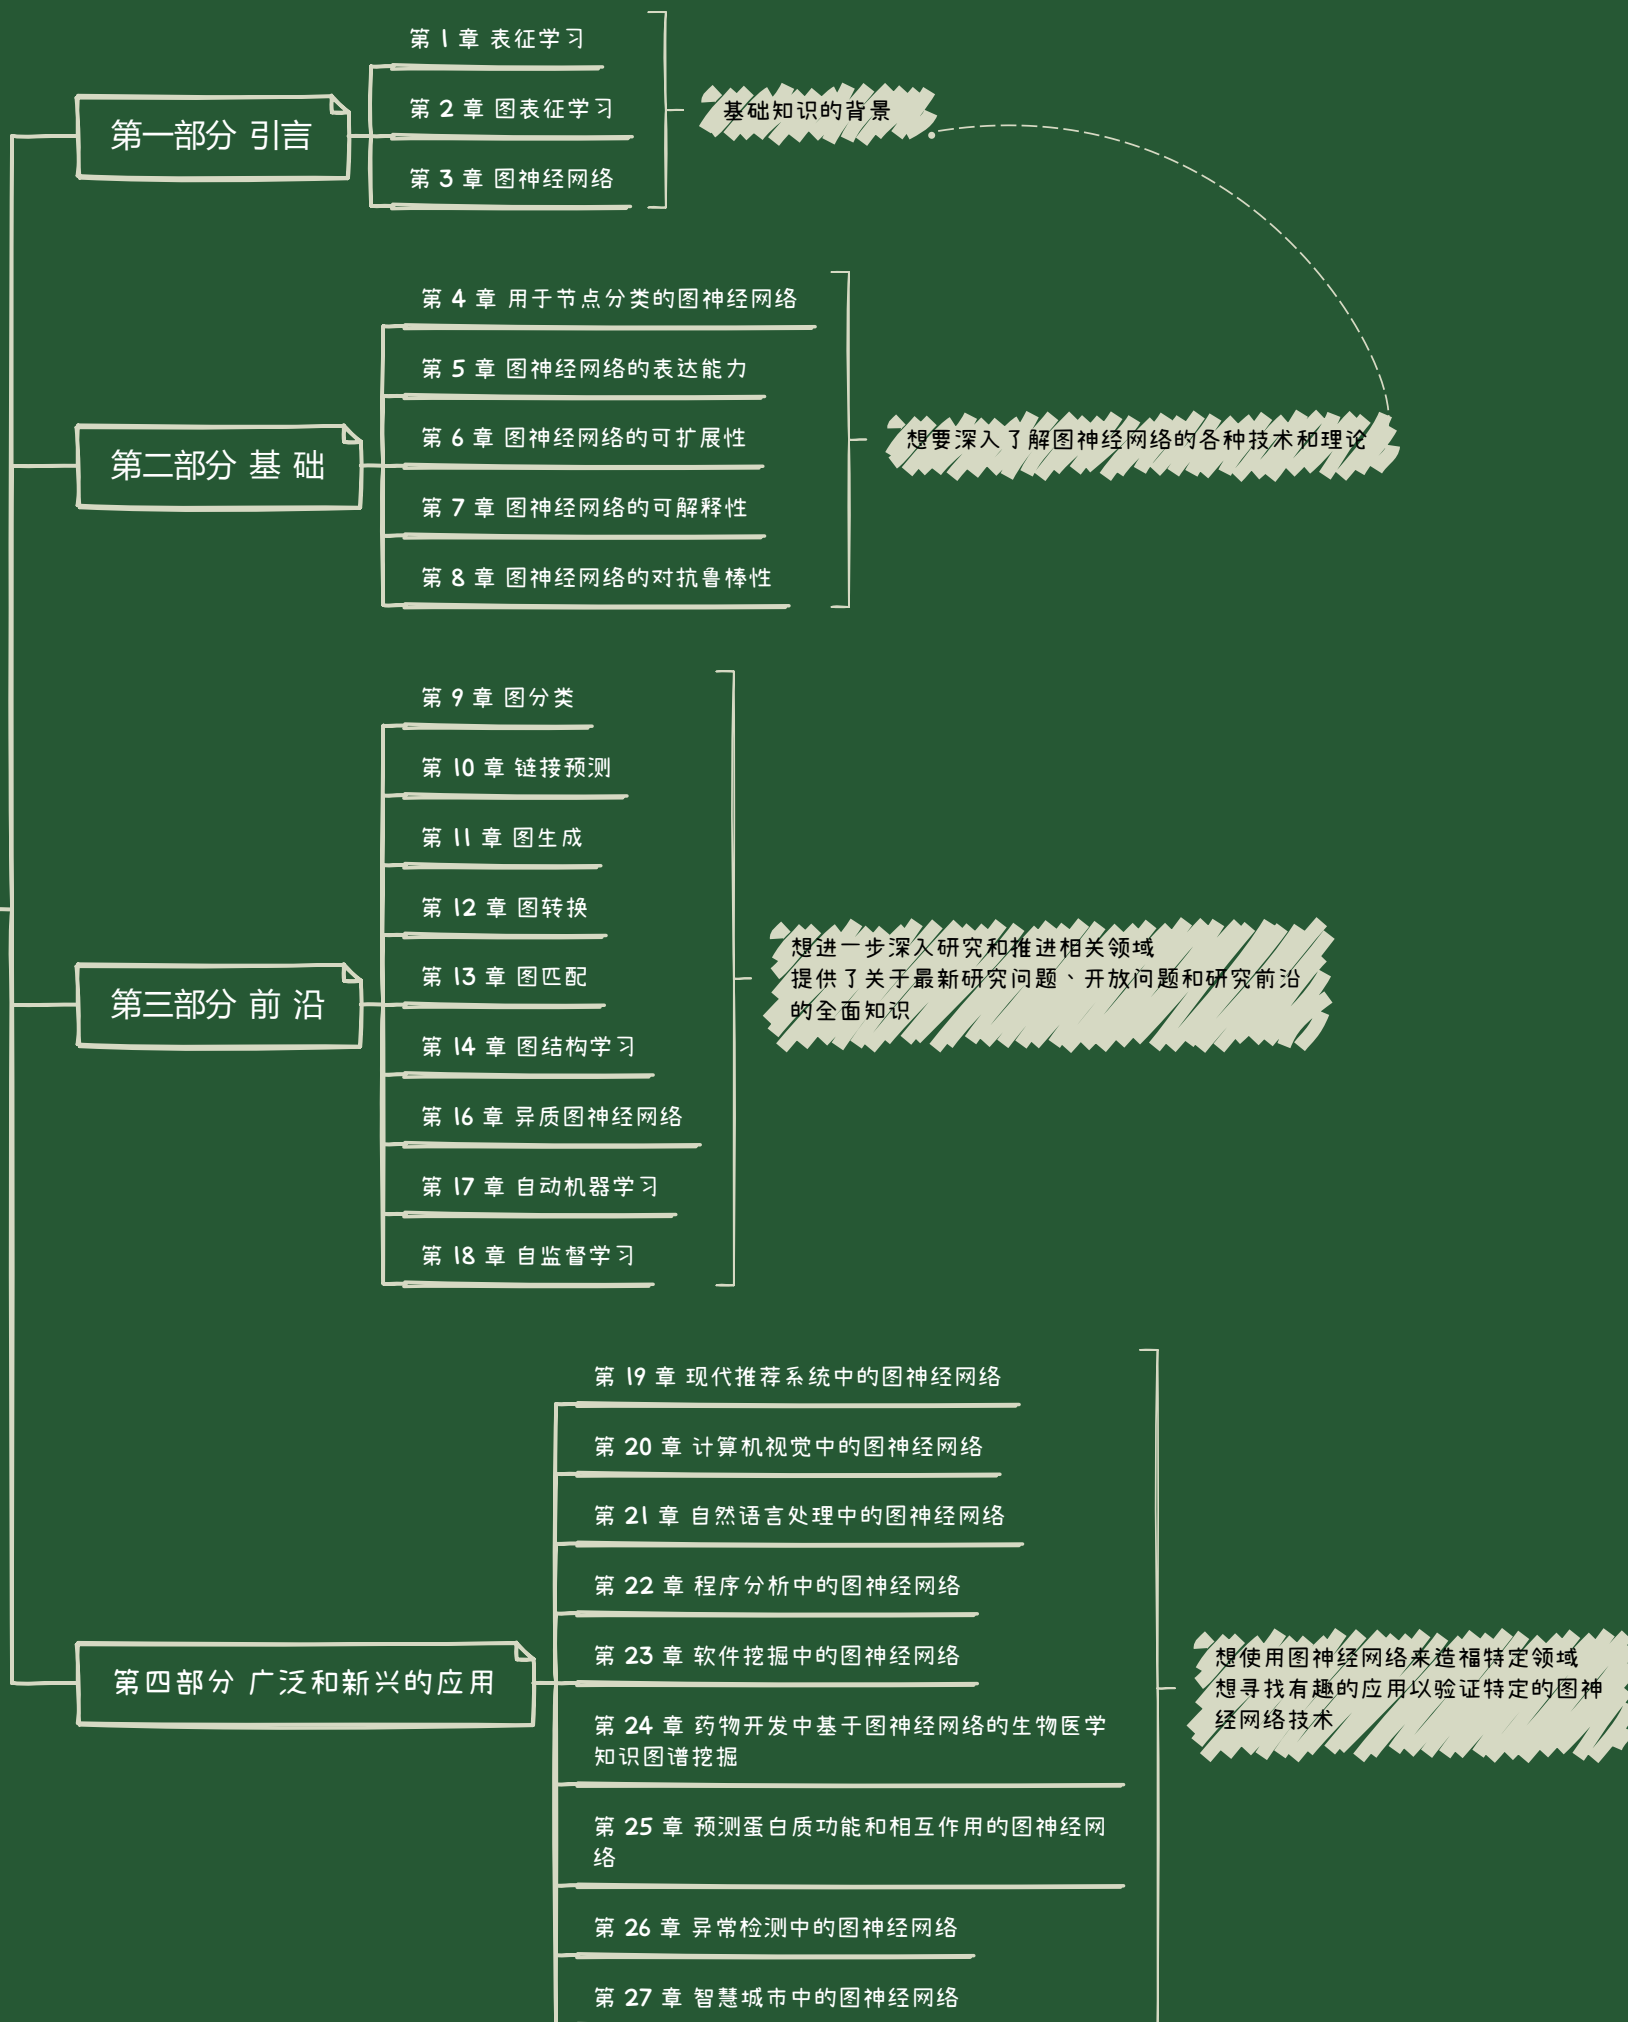 第一部分 引言
第 1 章 表征学习
第 2 章 图表征学习
第 3 章 图神经网络
基础知识的背景
第二部分 基 础
第 4 章 用于节点分类的图神经网络
第 5 章 图神经网络的表达能力
第 6 章 图神经网络的可扩展性
第 7 章 图神经网络的可解释性
第 8 章 图神经网络的对抗鲁棒性
想要深入了解图神经网络的各种技术和理论
第三部分 前 沿
第 9 章 图分类
第 10 章 链接预测
第 11 章 图生成
第 12 章 图转换
第 13 章 图匹配
第 14 章 图结构学习
第 16 章 异质图神经网络
第 17 章 自动机器学习
第 18 章 自监督学习
想进一步深入研究和推进相关领域
提供了关于最新研究问题、开放问题和研究前沿
的全面知识
第四部分 广泛和新兴的应用
第 19 章 现代推荐系统中的图神经网络
第 20 章 计算机视觉中的图神经网络
第 21 章 自然语言处理中的图神经网络
第 22 章 程序分析中的图神经网络
第 23 章 软件挖掘中的图神经网络
第 24 章 药物开发中基于图神经网络的生物医学
知识图谱挖掘
第 25 章 预测蛋白质功能和相互作用的图神经网
络
第 26 章 异常检测中的图神经网络
第 27 章 智慧城市中的图神经网络
想使用图神经网络来造福特定领域
想寻找有趣的应用以验证特定的图神
经网络技术